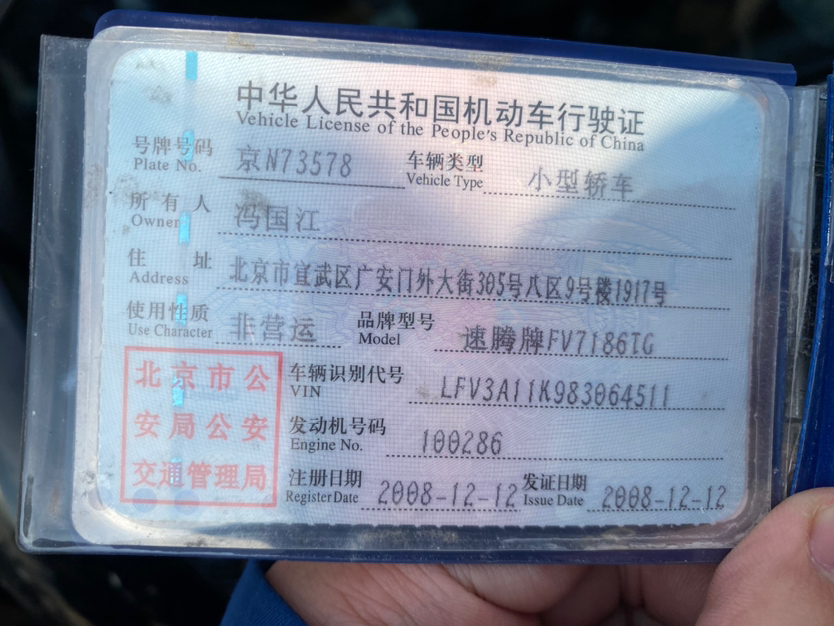 中华人民共和国机动车行驶证
Vehicle License of the People's Republic of China
号牌号码 京N73578 车辆类型 小型轿车
Plate No. Vehicle Type
所有人 冯国江
Owner
住址 北京市宣武区广安门外大街305号八区9号楼1917号
Address
使用性质 非营运 品牌型号 速腾牌FV7186TG
Use Character Model
北京市公
安局公安
交通管理局
车辆识别代号 LFV3A11K983064511
VIN
发动机号码 100286
Engine No.
注册日期 2008-12-12 发证日期 2008-12-12
Register Date Issue Date